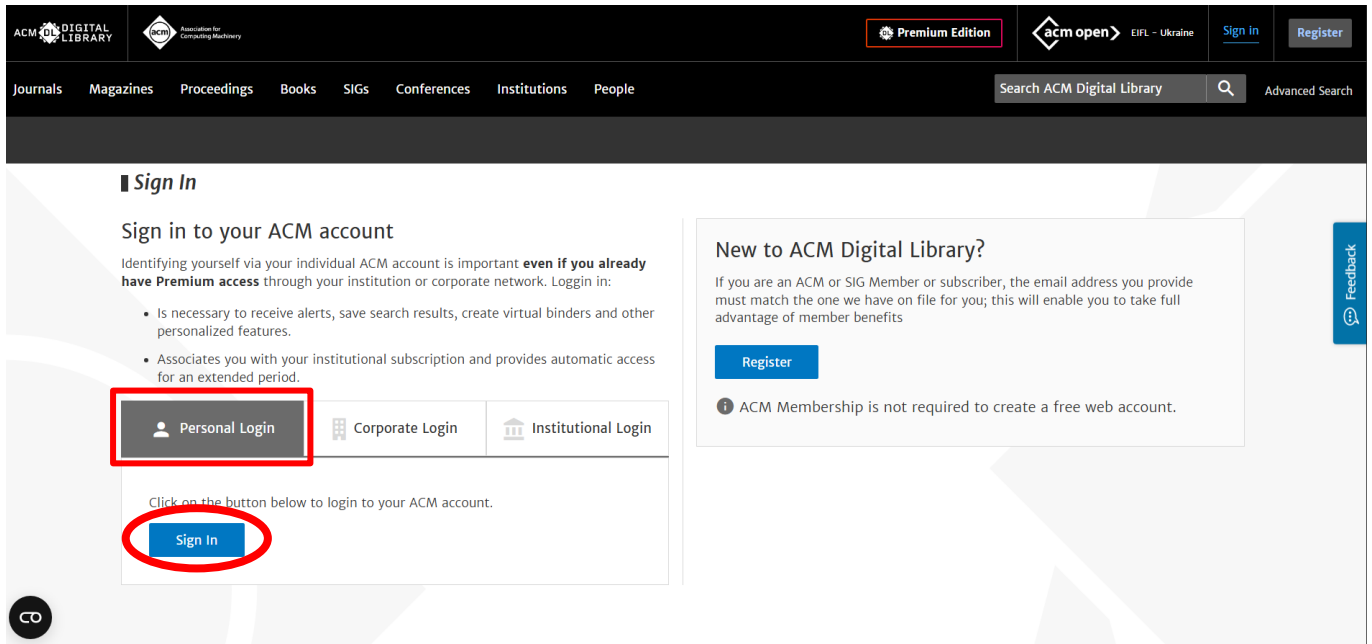 ACM DL DIGITAL LIBRARY
acm Association for Computing Machinery
Premium Edition
acm open EIFL – Ukraine
Sign in
Register
Journals Magazines Proceedings Books SIGs Conferences Institutions People
Search ACM Digital Library
Advanced Search
Sign In
Sign in to your ACM account
Identifying yourself via your individual ACM account is important even if you already
have Premium access through your institution or corporate network. Loggin in:
• Is necessary to receive alerts, save search results, create virtual binders and other
personalized features.
• Associates you with your institutional subscription and provides automatic access
for an extended period.
Personal Login
Corporate Login
Institutional Login
Click on the button below to login to your ACM account.
Sign In
New to ACM Digital Library?
If you are an ACM or SIG Member or subscriber, the email address you provide
must match the one we have on file for you; this will enable you to take full
advantage of member benefits
Register
ACM Membership is not required to create a free web account.
Feedback